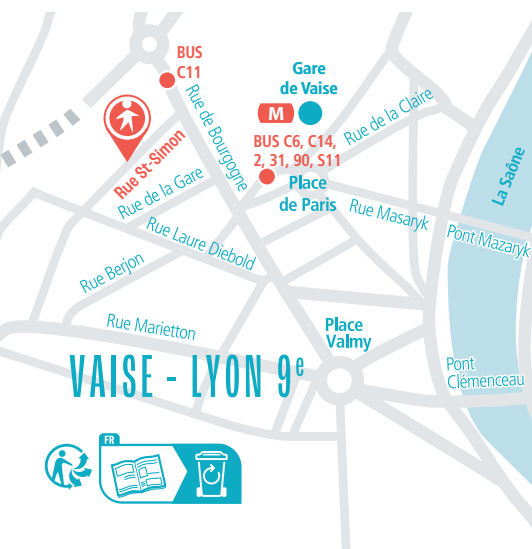 BUS
C11
Gare
de Vaise
M
BUS C6, C14,
2, 31, 90, S11
Place
de Paris
Rue de la Claire
Rue de Bourgogne
Rue St-Simon
Rue de la Gare
Rue Masaryk
La Saône
Pont Mazaryk
Rue Laure Diebold
Rue Berjon
Rue Marietton
Place
Valmy
Pont
Clémenceau
VAISE - LYON 9e
FR